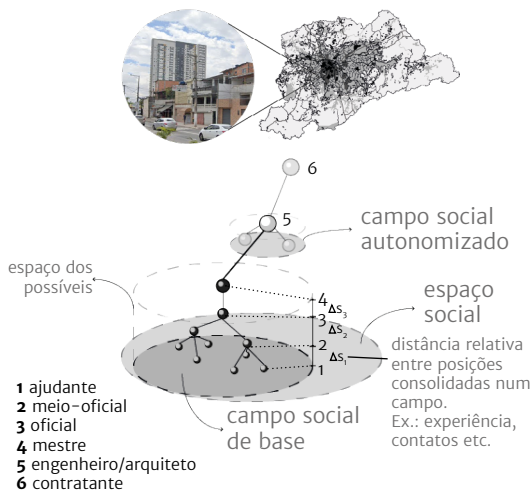 6
5
campo social
autonomizado
espaço dos
possíveis
espaço
social
4
Δs₃
3
Δs₂
2
Δs₁
1
distância relativa
entre posições
consolidadas num
campo.
Ex.: experiência,
contatos etc.
campo social
de base
1 ajudante
2 meio-oficial
3 oficial
4 mestre
5 engenheiro/arquiteto
6 contratante